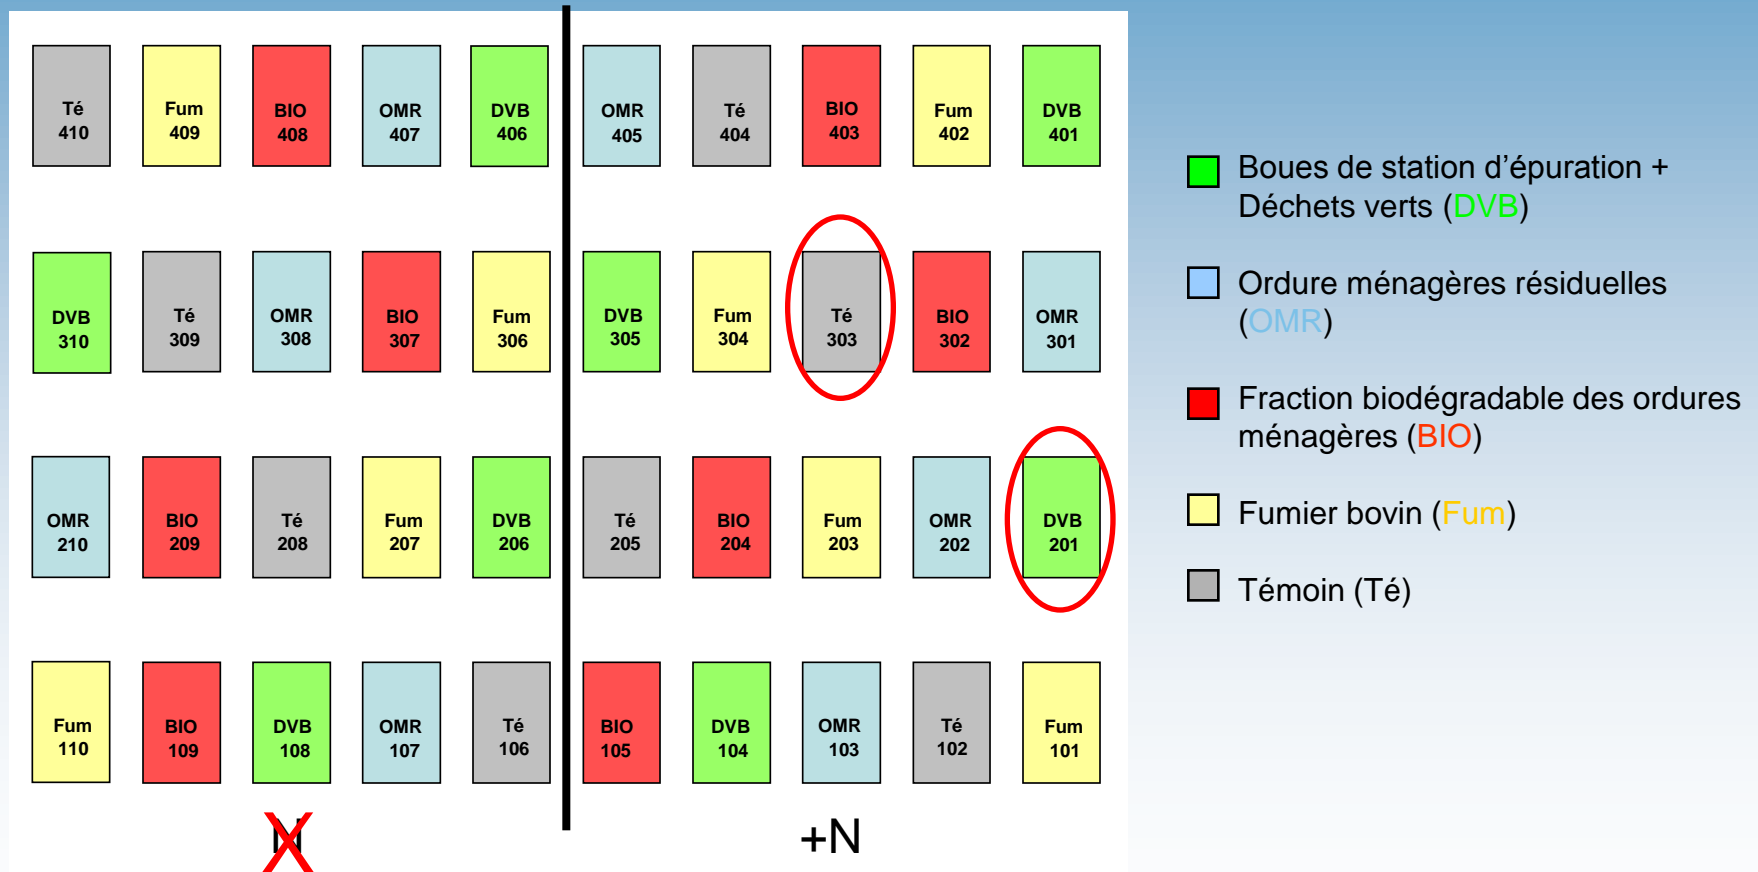 Té Fum BIO OMR DVB OMR Té BIO Fum DVB
410 409 408 407 406 405 404 403 402 401
DVB Té OMR BIO Fum DVB Fum Té BIO OMR
310 309 308 307 306 305 304 303 302 301
OMR BIO Té Fum DVB Té BIO Fum OMR DVB
210 209 208 207 206 205 204 203 202 201
Fum BIO DVB OMR Té BIO DVB OMR Té Fum
110 109 108 107 106 105 104 103 102 101
N +N
Boues de station d'épuration +
Déchets verts (DVB)
Ordure ménagères résiduelles
(OMR)
Fraction biodégradable des ordures
ménagères (BIO)
Fumier bovin (Fum)
Témoin (Té)